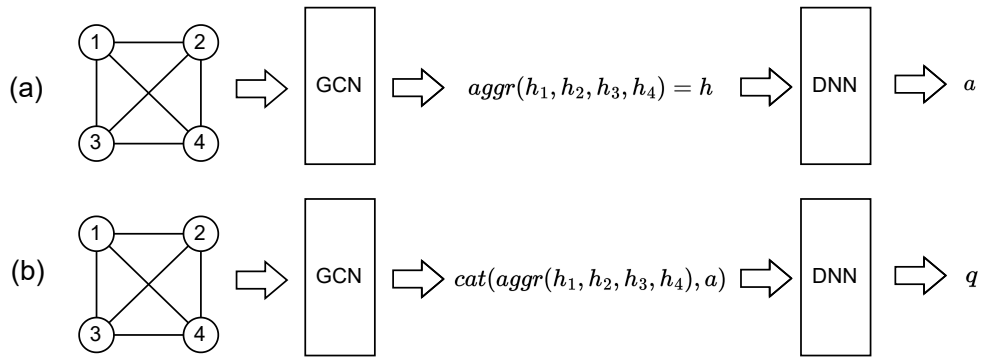 1 2
(a) GCN aggr(h₁, h₂, h₃, h₄) = h DNN a
3 4
1 2
(b) GCN cat(aggr(h₁, h₂, h₃, h₄), a) DNN q
3 4